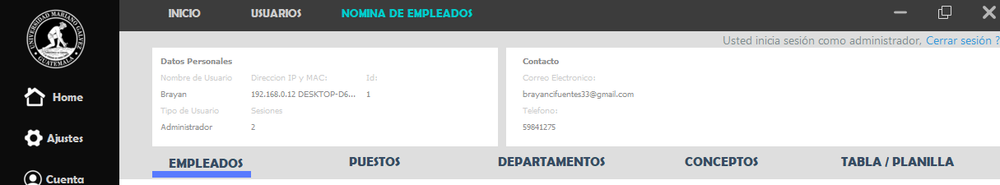 INICIO USUARIOS NOMINA DE EMPLEADOS
UNIVERSIDAD MARIANO GALVEZ
GUATEMALA
Usted inicia sesión como administrador, Cerrar sesión ?
Datos Personales
Nombre de Usuario Direccion IP y MAC: Id:
Brayan 192.168.0.12 DESKTOP-D6... 1
Tipo de Usuario Sesiones
Administrador 2
Contacto
Correo Electronico:
brayancifuentes33@gmail.com
Telefono:
59841275
Home
Ajustes
Cuenta
EMPLEADOS PUESTOS DEPARTAMENTOS CONCEPTOS TABLA / PLANILLA